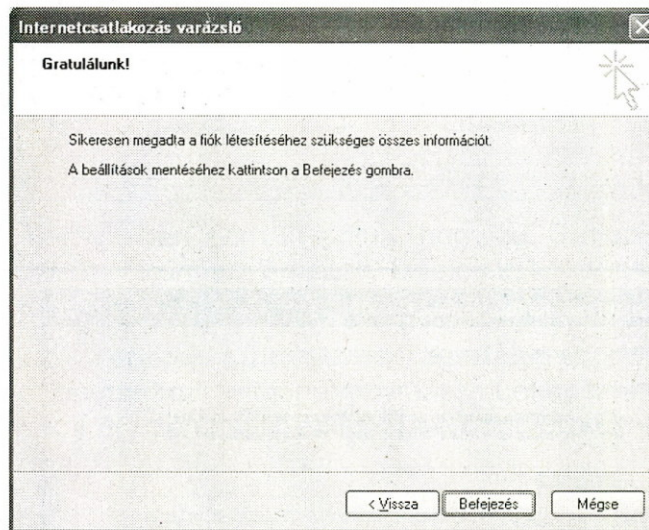 Internetcsatlakozás varázsló
Gratulálunk!
Sikeresen megadta a fiók létesítéséhez szükséges összes információt.
A beállítások mentéséhez kattintson a Befejezés gombra.
< Vissza
Befejezés
Mégse